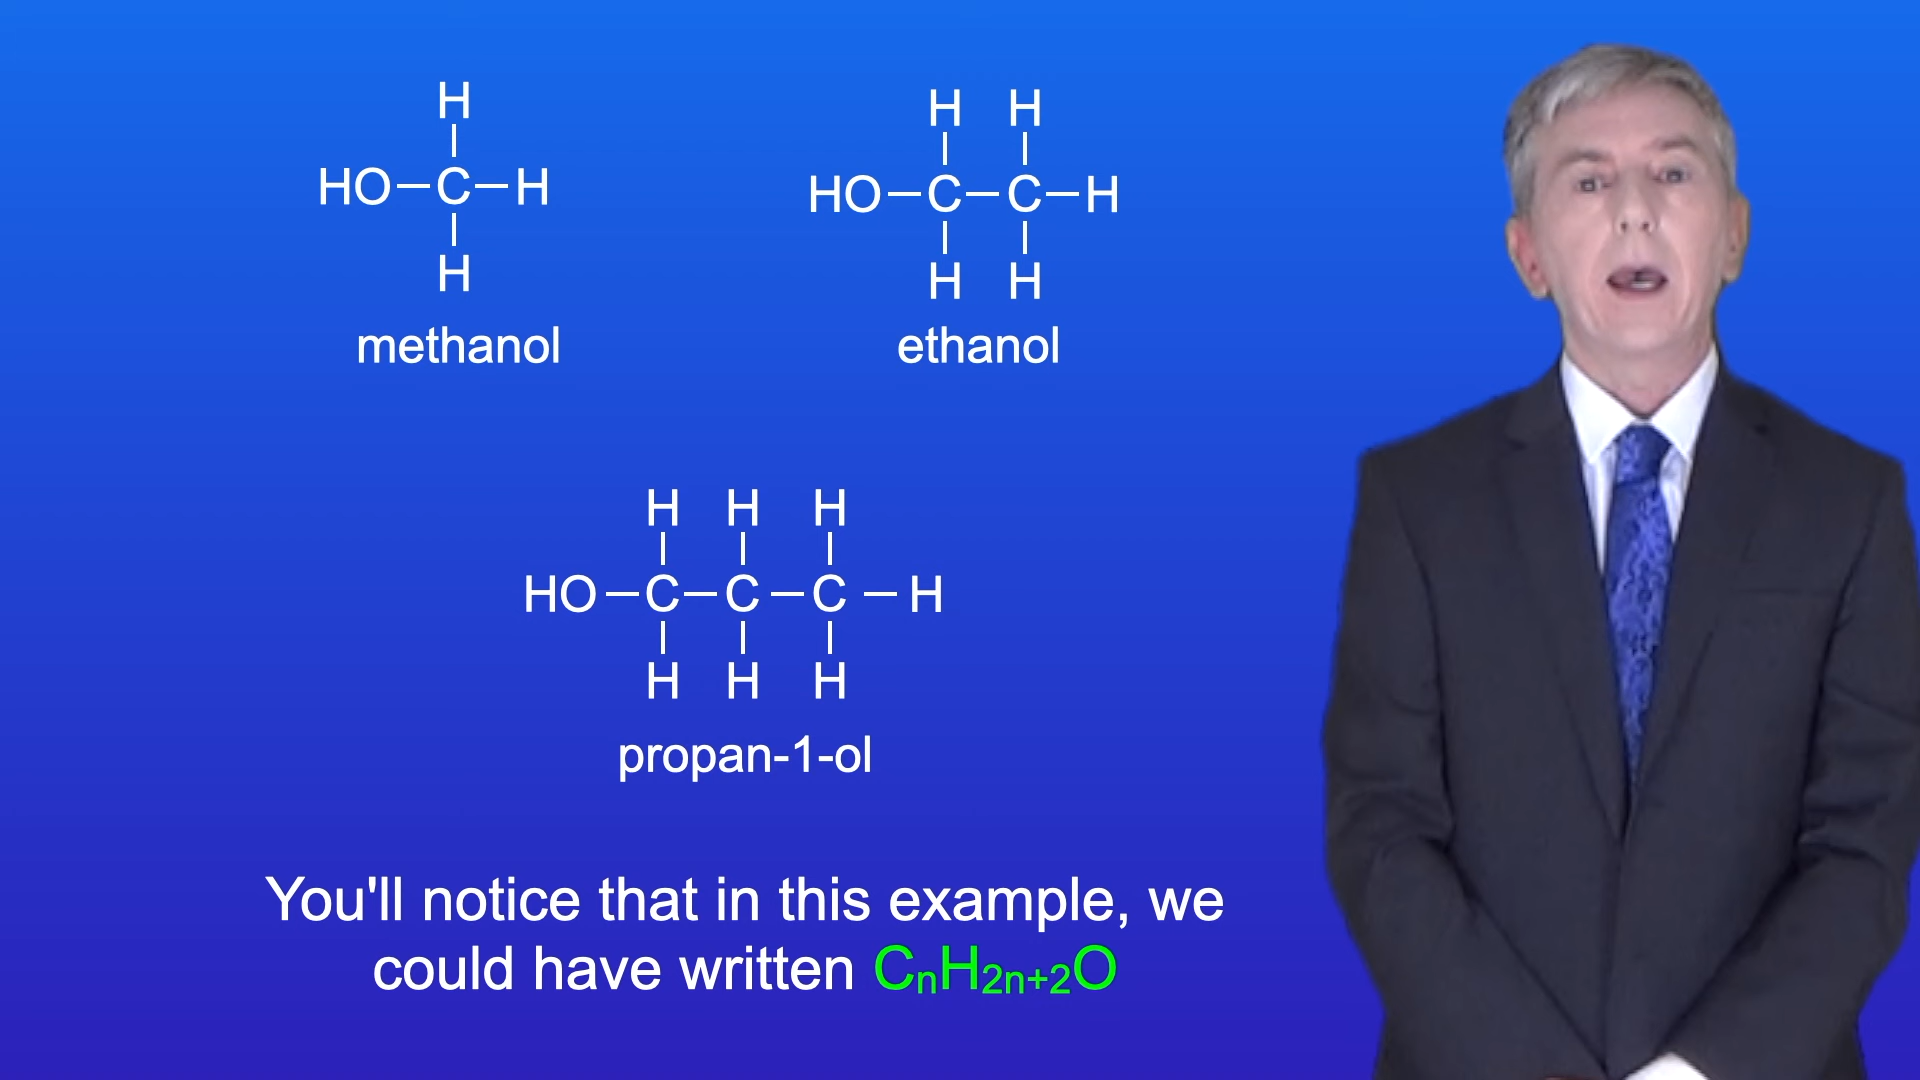 H
HO–C–H
H
methanol
H H
HO–C–C–H
H H
ethanol
H H H
HO–C–C–C–H
H H H
propan-1-ol
You'll notice that in this example, we
could have written CnH2n+2O